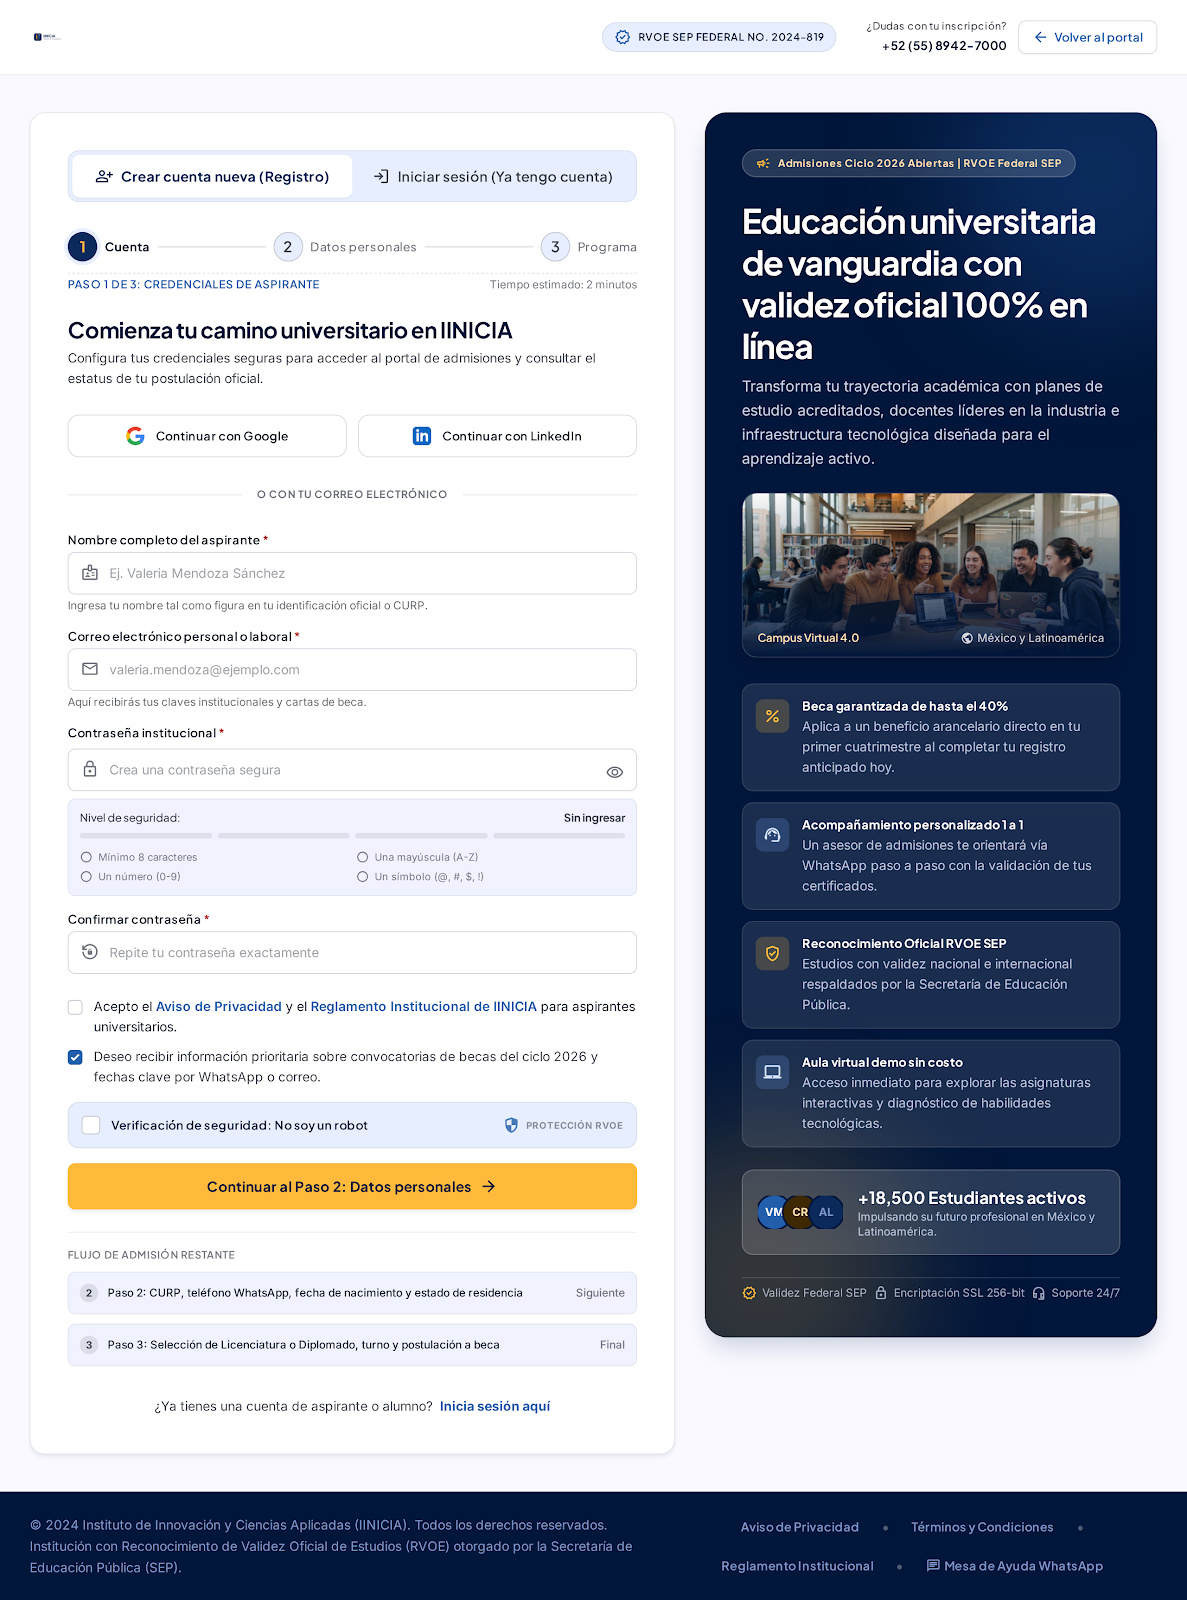 IINICIA
RVOE SEP FEDERAL NO. 2024-819
¿Dudas con tu inscripción?
+52 (55) 8942-7000
Volver al portal
Crear cuenta nueva (Registro)
Iniciar sesión (Ya tengo cuenta)
1 Cuenta
2 Datos personales
3 Programa
PASO 1 DE 3: CREDENCIALES DE ASPIRANTE
Tiempo estimado: 2 minutos
Comienza tu camino universitario en IINICIA
Configura tus credenciales seguras para acceder al portal de admisiones y consultar el
estatus de tu postulación oficial.
Continuar con Google
Continuar con LinkedIn
O CON TU CORREO ELECTRÓNICO
Nombre completo del aspirante *
Ej. Valeria Mendoza Sánchez
Ingresa tu nombre tal como figura en tu identificación oficial o CURP.
Correo electrónico personal o laboral *
valeria.mendoza@ejemplo.com
Aquí recibirás tus claves institucionales y cartas de beca.
Contraseña institucional *
Crea una contraseña segura
Nivel de seguridad:
Sin ingresar
Mínimo 8 caracteres
Una mayúscula (A-Z)
Un número (0-9)
Un símbolo (@, #, $, !)
Confirmar contraseña *
Repite tu contraseña exactamente
Acepto el Aviso de Privacidad y el Reglamento Institucional de IINICIA para aspirantes
universitarios.
Deseo recibir información prioritaria sobre convocatorias de becas del ciclo 2026 y
fechas clave por WhatsApp o correo.
Verificación de seguridad: No soy un robot
PROTECCIÓN RVOE
Continuar al Paso 2: Datos personales
FLUJO DE ADMISIÓN RESTANTE
2 Paso 2: CURP, teléfono WhatsApp, fecha de nacimiento y estado de residencia
Siguiente
3 Paso 3: Selección de Licenciatura o Diplomado, turno y postulación a beca
Final
¿Ya tienes una cuenta de aspirante o alumno? Inicia sesión aquí
Admisiones Ciclo 2026 Abiertas | RVOE Federal SEP
Educación universitaria
de vanguardia con
validez oficial 100% en
línea
Transforma tu trayectoria académica con planes de
estudio acreditados, docentes líderes en la industria e
infraestructura tecnológica diseñada para el
aprendizaje activo.
Campus Virtual 4.0
México y Latinoamérica
Beca garantizada de hasta el 40%
Aplica a un beneficio arancelario directo en tu
primer cuatrimestre al completar tu registro
anticipado hoy.
Acompañamiento personalizado 1 a 1
Un asesor de admisiones te orientará vía
WhatsApp paso a paso con la validación de tus
certificados.
Reconocimiento Oficial RVOE SEP
Estudios con validez nacional e internacional
respaldados por la Secretaría de Educación
Pública.
Aula virtual demo sin costo
Acceso inmediato para explorar las asignaturas
interactivas y diagnóstico de habilidades
tecnológicas.
VM CR AL
+18,500 Estudiantes activos
Impulsando su futuro profesional en México y
Latinoamérica.
Validez Federal SEP
Encriptación SSL 256-bit
Soporte 24/7
© 2024 Instituto de Innovación y Ciencias Aplicadas (IINICIA). Todos los derechos reservados.
Institución con Reconocimiento de Validez Oficial de Estudios (RVOE) otorgado por la Secretaría de
Educación Pública (SEP).
Aviso de Privacidad • Términos y Condiciones •
Reglamento Institucional • Mesa de Ayuda WhatsApp